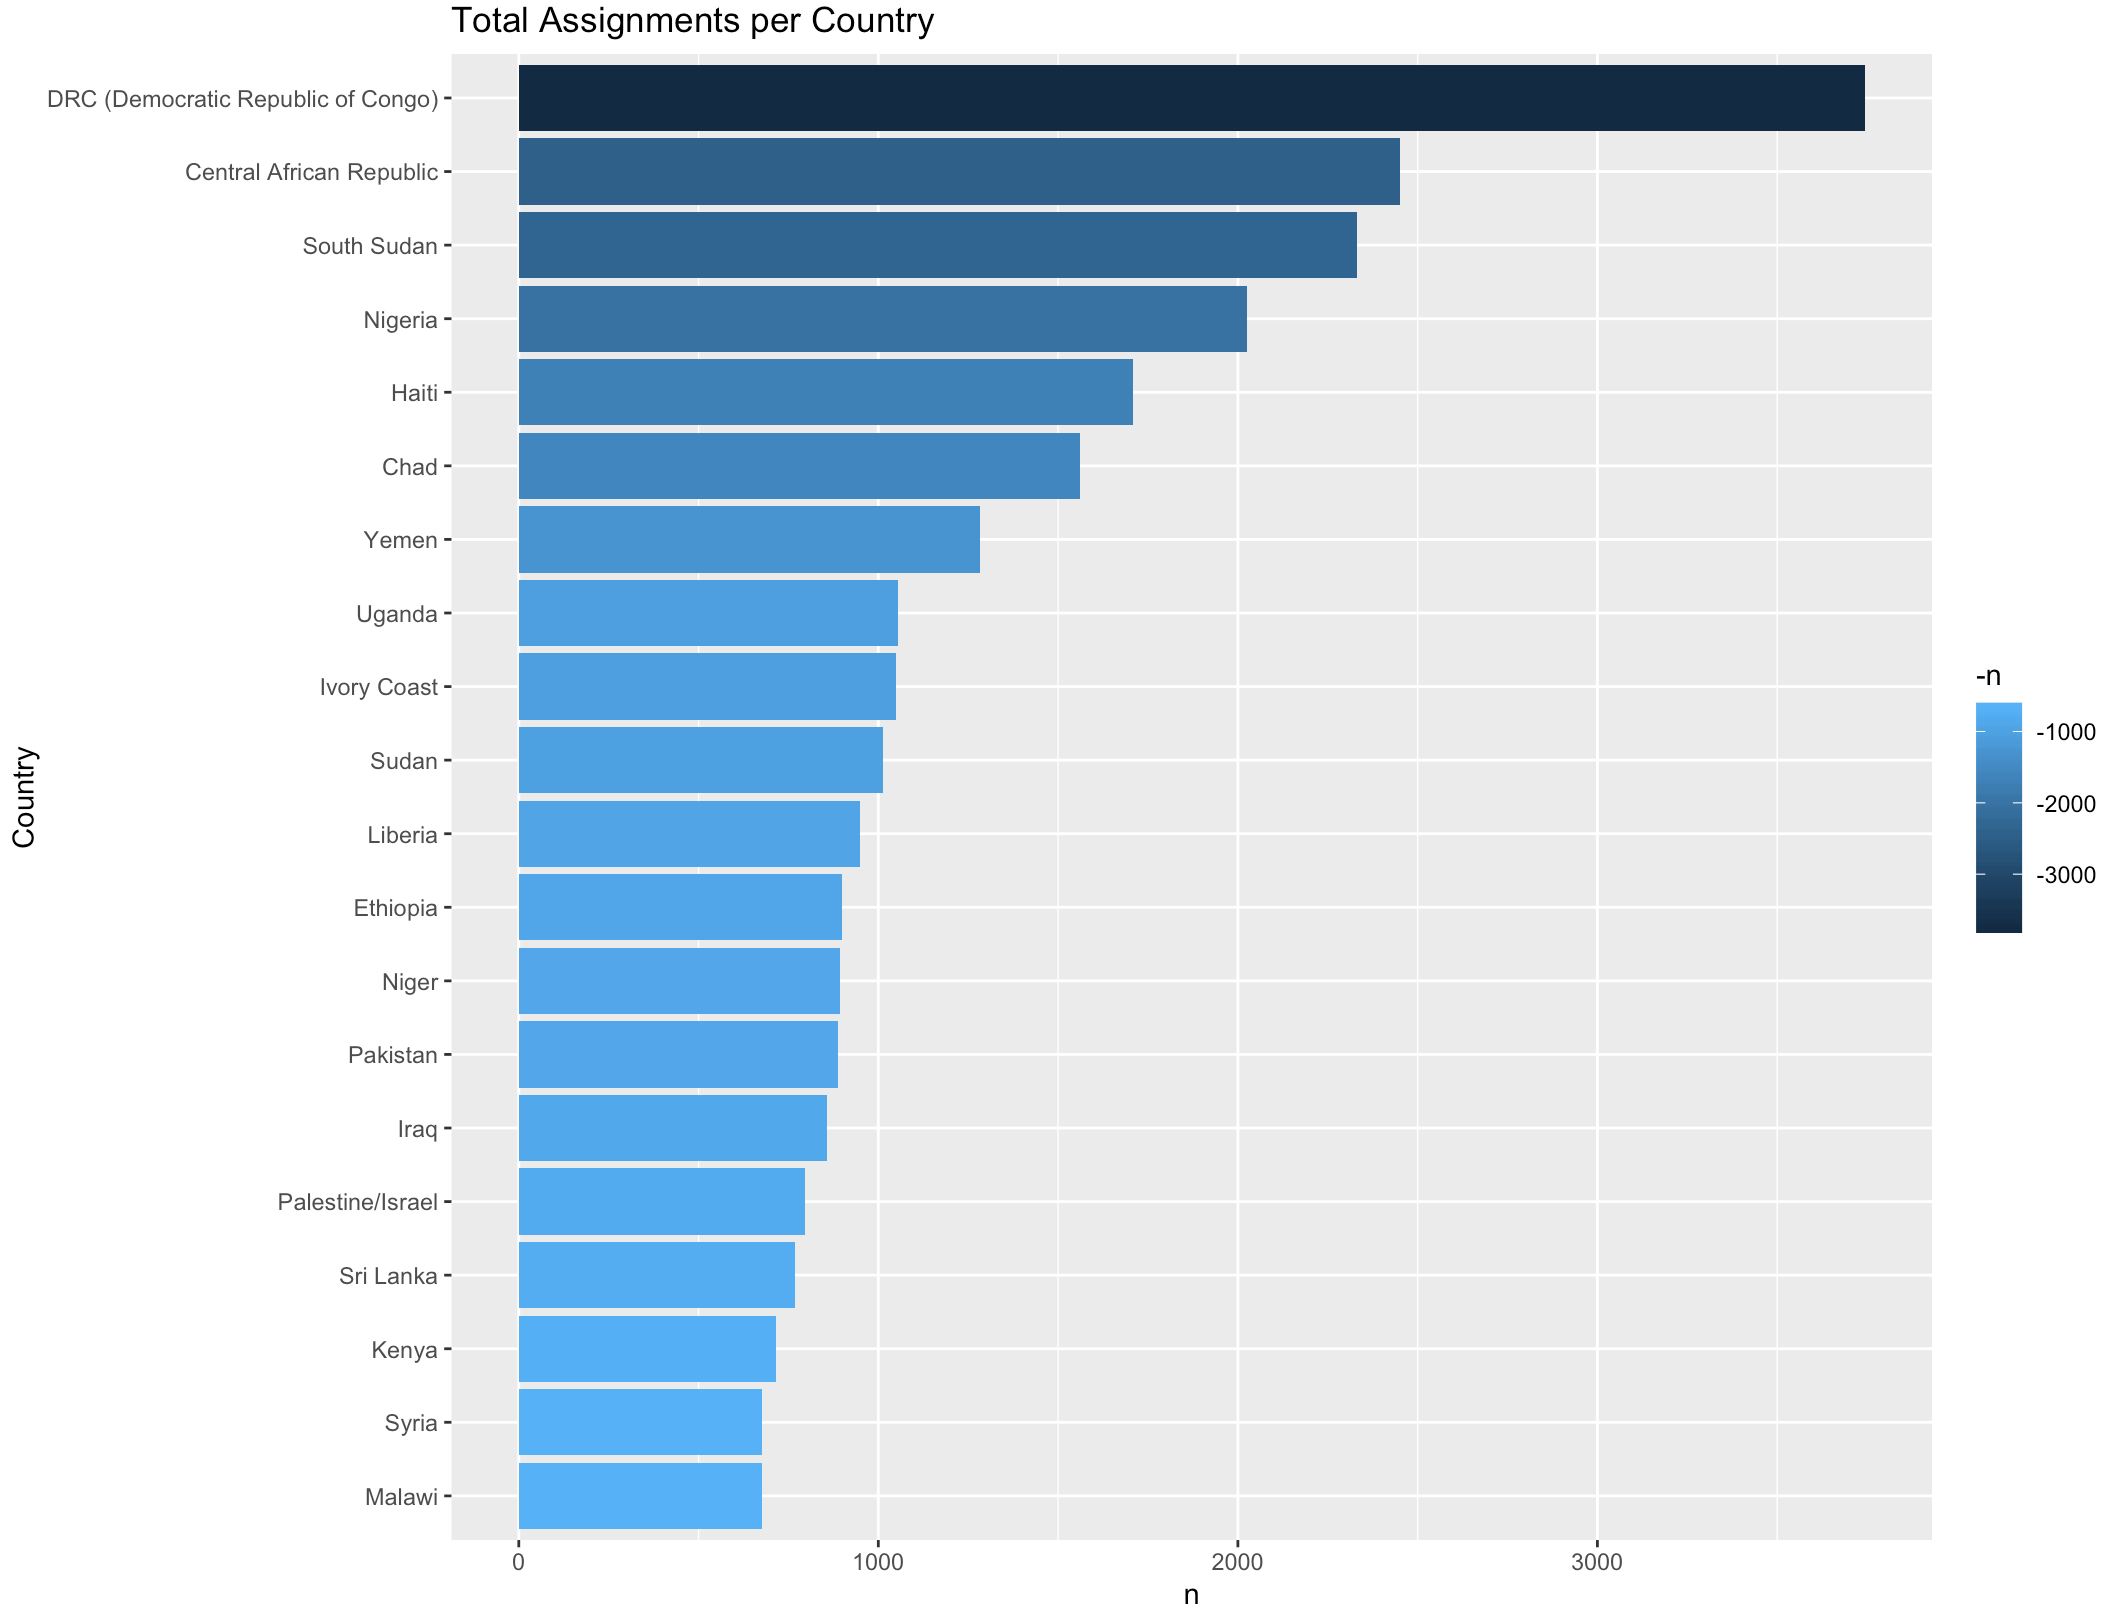 Total Assignments per Country
DRC (Democratic Republic of Congo)
Central African Republic
South Sudan
Nigeria
Haiti
Chad
Yemen
Uganda
Ivory Coast
Sudan
Liberia
Ethiopia
Niger
Pakistan
Iraq
Palestine/Israel
Sri Lanka
Kenya
Syria
Malawi
Country
0 1000 2000 3000
n
-n
-1000
-2000
-3000